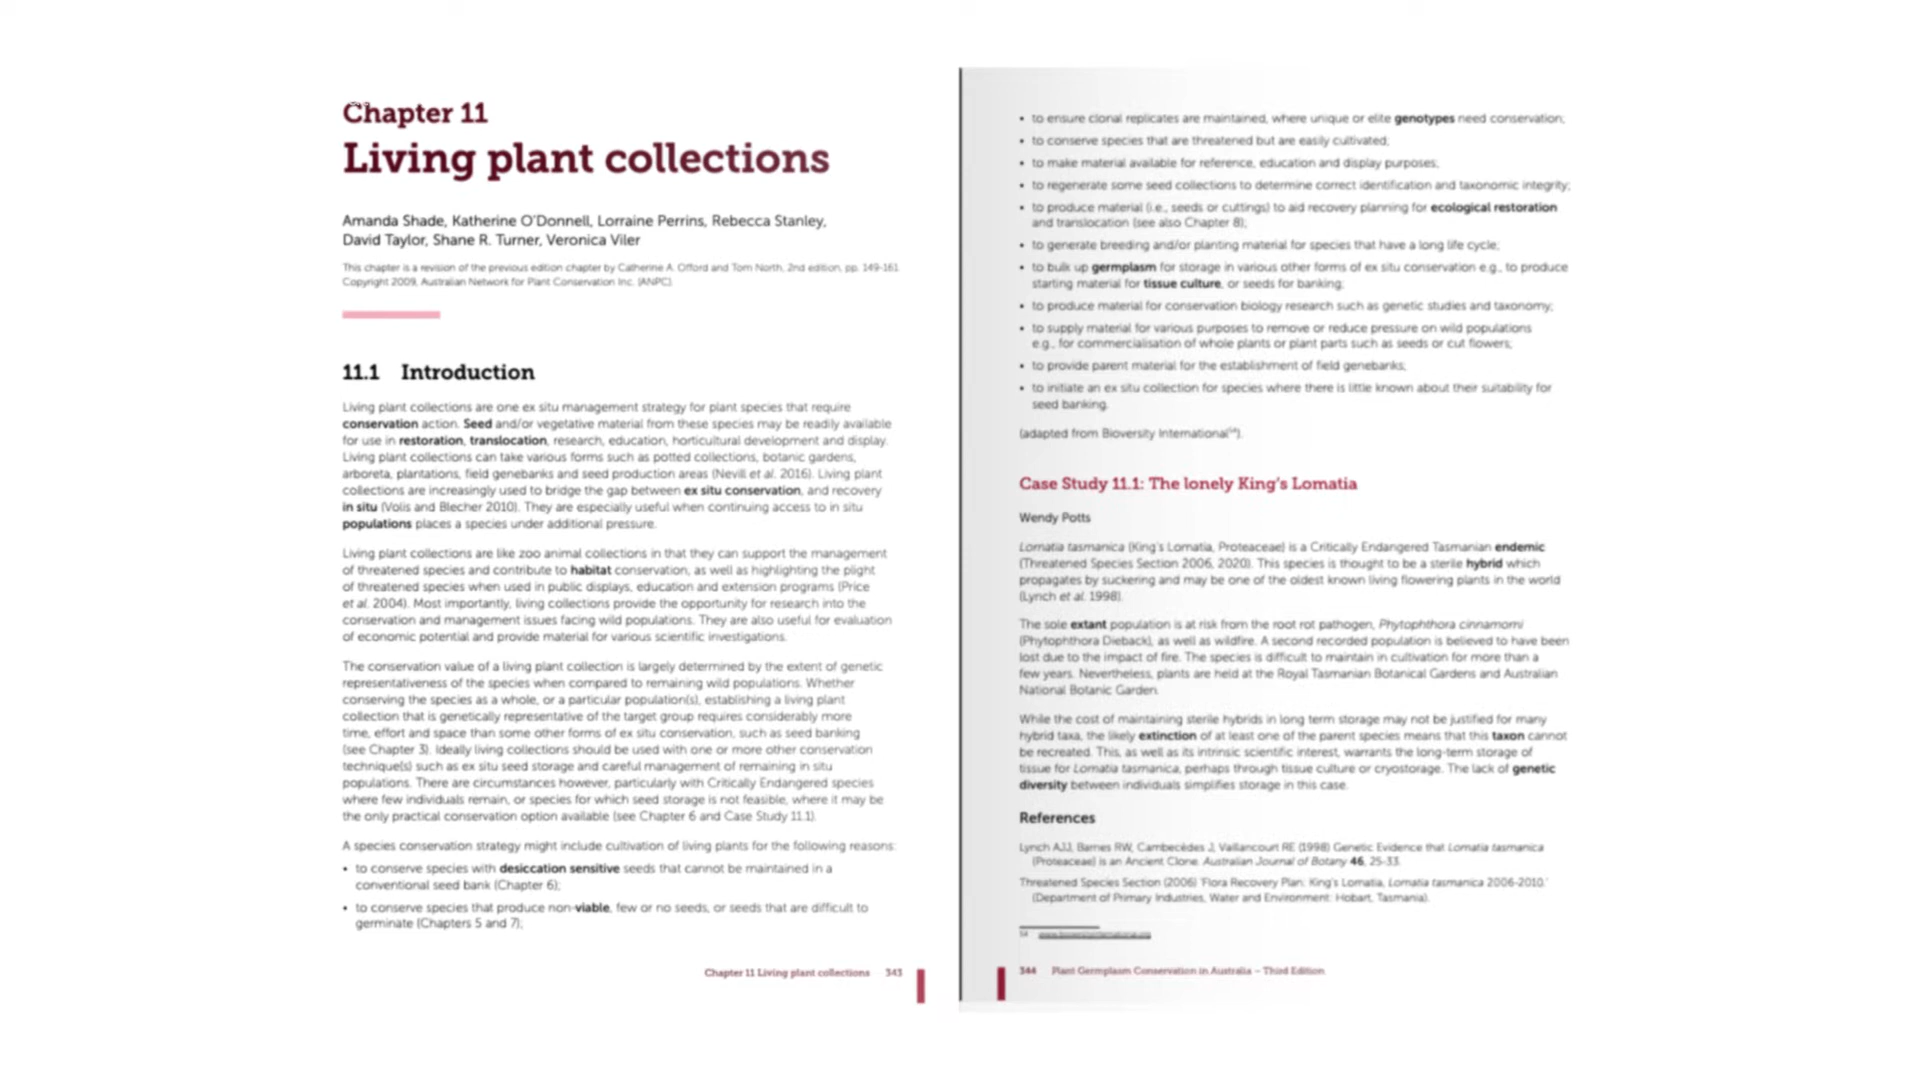 Chapter 11
Living plant collections
Amanda Shade, Katherine O'Donnell, Lorraine Perrins, Rebecca Stanley,
David Taylor, Shane R. Turner, Veronica Viler
This chapter is a revision of the previous edition chapter by Catherine A. Offord and Tom North, 2nd edition, pp. 149-161
Copyright 2009, Australian Network for Plant Conservation Inc. (ANPC).
11.1 Introduction
Living plant collections are one ex situ management strategy for plant species that require
conservation action. Seed and/or vegetative material from these species may be readily available
for use in restoration, translocation, research, education, horticultural development and display.
Living plant collections can take various forms such as potted collections, botanic gardens,
arboreta, plantations, field genebanks and seed production areas (Nevill et al. 2016). Living plant
collections are increasingly used to bridge the gap between ex situ conservation, and recovery
in situ (Volis and Blecher 2010). They are especially useful when continuing access to in situ
populations places a species under additional pressure.
Living plant collections are like zoo animal collections in that they can support the management
of threatened species and contribute to habitat conservation, as well as highlighting the plight
of threatened species when used in public displays, education and extension programs (Price
et al. 2004). Most importantly, living collections provide the opportunity for research into the
conservation and management issues facing wild populations. They are also useful for evaluation
of economic potential and provide material for various scientific investigations.
The conservation value of a living plant collection is largely determined by the extent of genetic
representativeness of the species when compared to remaining wild populations. Whether
conserving the species as a whole, or a particular population(s), establishing a living plant
collection that is genetically representative of the target group requires considerably more
time, effort and space than some other forms of ex situ conservation, such as seed banking
(see Chapter 3). Ideally living collections should be used with one or more other conservation
technique(s) such as ex situ seed storage and careful management of remaining in situ
populations. There are circumstances however, particularly with Critically Endangered species
where few individuals remain, or species for which seed storage is not feasible, where it may be
the only practical conservation option available (see Chapter 6 and Case Study 11.1).
A species conservation strategy might include cultivation of living plants for the following reasons:
• to conserve species with desiccation sensitive seeds that cannot be maintained in a
conventional seed bank (Chapter 6);
• to conserve species that produce non-viable, few or no seeds, or seeds that are difficult to
germinate (Chapters 5 and 7);
Chapter 11 Living plant collections 343
• to ensure clonal replicates are maintained, where unique or elite genotypes need conservation;
• to conserve species that are threatened but are easily cultivated;
• to make material available for reference, education and display purposes;
• to regenerate some seed collections to determine correct identification and taxonomic integrity;
• to produce material (i.e., seeds or cuttings) to aid recovery planning for ecological restoration
and translocation (see also Chapter 8);
• to generate breeding and/or planting material for species that have a long life cycle;
• to bulk up germplasm for storage in various other forms of ex situ conservation e.g., to produce
starting material for tissue culture, or seeds for banking;
• to produce material for conservation biology research such as genetic studies and taxonomy;
• to supply material for various purposes to remove or reduce pressure on wild populations
e.g., for commercialisation of whole plants or plant parts such as seeds or cut flowers;
• to provide parent material for the establishment of field genebanks;
• to initiate an ex situ collection for species where there is little known about their suitability for
seed banking.
(adapted from Bioversity International54).
Case Study 11.1: The lonely King's Lomatia
Wendy Potts
Lomatia tasmanica (King's Lomatia, Proteaceae) is a Critically Endangered Tasmanian endemic
(Threatened Species Section 2006, 2020). This species is thought to be a sterile hybrid which
propagates by suckering and may be one of the oldest known living flowering plants in the world
(Lynch et al. 1998).
The sole extant population is at risk from the root rot pathogen, Phytophthora cinnamomi
(Phytophthora Dieback), as well as wildfire. A second recorded population is believed to have been
lost due to the impact of fire. The species is difficult to maintain in cultivation for more than a
few years. Nevertheless, plants are held at the Royal Tasmanian Botanical Gardens and Australian
National Botanic Garden.
While the cost of maintaining sterile hybrids in long term storage may not be justified for many
hybrid taxa, the likely extinction of at least one of the parent species means that this taxon cannot
be recreated. This, as well as its intrinsic scientific interest, warrants the long-term storage of
tissue for Lomatia tasmanica, perhaps through tissue culture or cryostorage. The lack of genetic
diversity between individuals simplifies storage in this case.
References
Lynch AJJ, Barnes RW, Cambecèdes J, Vaillancourt RE (1998) Genetic Evidence that Lomatia tasmanica
(Proteaceae) is an Ancient Clone. Australian Journal of Botany 46, 25-33.
Threatened Species Section (2006) 'Flora Recovery Plan: King's Lomatia, Lomatia tasmanica 2006-2010.'
(Department of Primary Industries, Water and Environment: Hobart, Tasmania).
54 www.bioversityinternational.org
344 Plant Germplasm Conservation in Australia – Third Edition